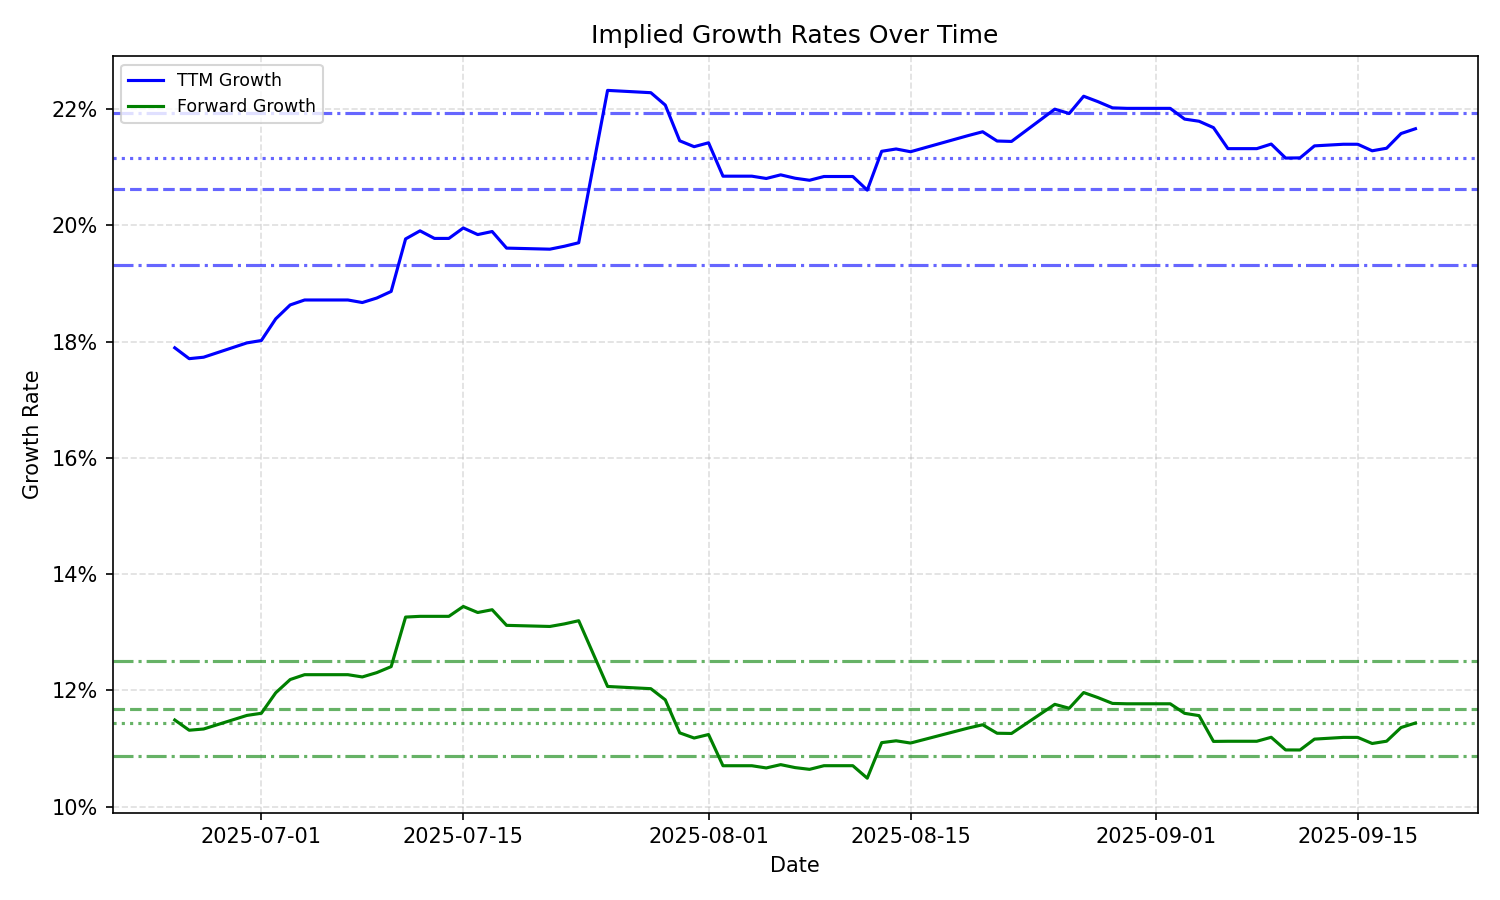 Implied Growth Rates Over Time
TTM Growth
Forward Growth
22%
20%
18%
16%
14%
12%
10%
Growth Rate
2025-07-01
2025-07-15
2025-08-01
2025-08-15
2025-09-01
2025-09-15
Date